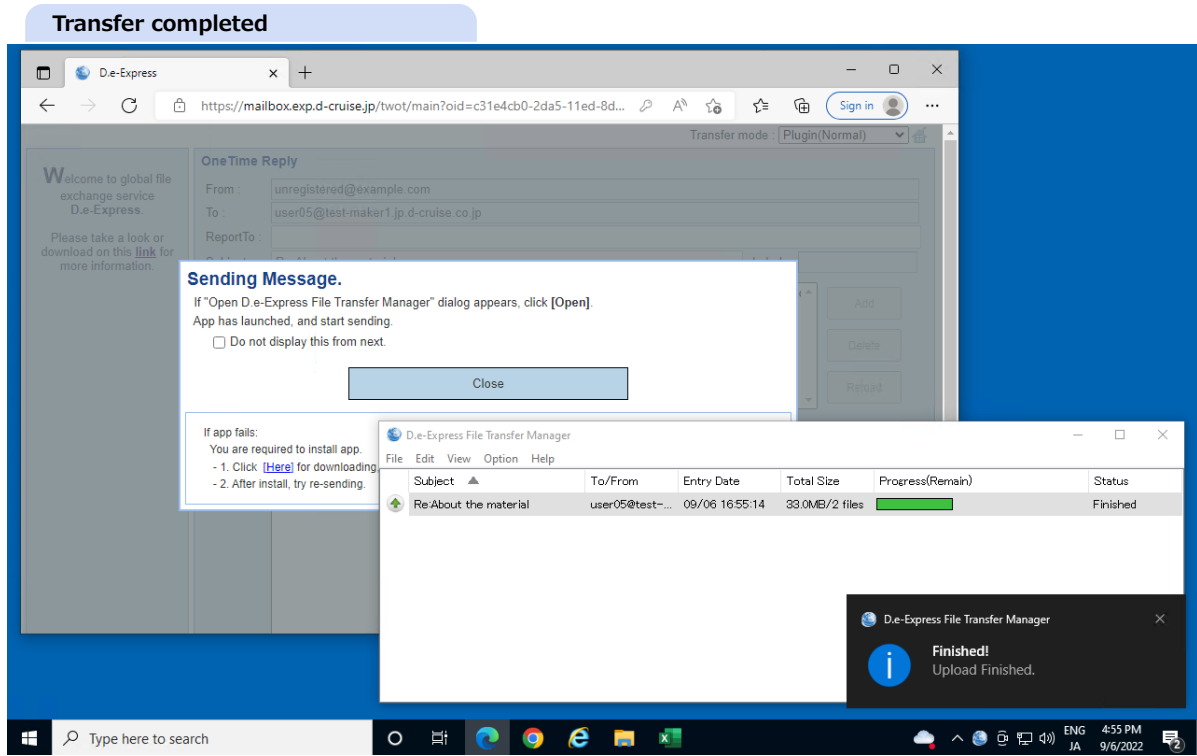 Transfer completed
D.e-Express
https://mailbox.exp.d-cruise.jp/twot/main?oid=c31e4cb0-2da5-11ed-8d...
Sign in
Transfer mode : Plugin(Normal)
Welcome to global file
exchange service
D.e-Express.
Please take a look or
download on this link for
more information.
OneTime Reply
From : unregistered@example.com
To : user05@test-maker1.jp.d-cruise.co.jp
ReportTo :
Add
Delete
Sending Message.
If "Open D.e-Express File Transfer Manager" dialog appears, click [Open].
App has launched, and start sending.
Do not display this from next.
Close
If app fails:
You are required to install app.
- 1. Click [Here] for downloading,
- 2. After install, try re-sending.
D.e-Express File Transfer Manager
File Edit View Option Help
Subject To/From Entry Date Total Size Progress(Remain) Status
Re:About the material user05@test-... 09/06 16:55:14 33.0MB/2 files Finished
D.e-Express File Transfer Manager
Finished!
Upload Finished.
Type here to search
ENG
JA
4:55 PM
9/6/2022
2